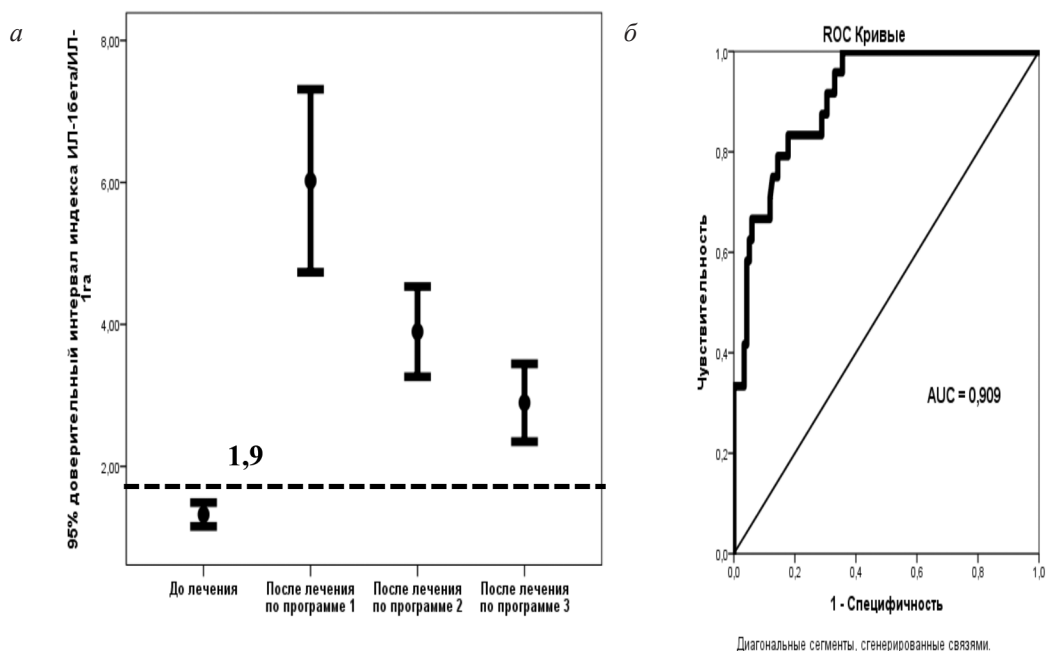 а
95% доверительный интервал индекса ИЛ-1бета/ИЛ-
1га
8,00
6,00
4,00
2,00
1,9
До лечения
После лечения
по программе 1
После лечения
по программе 2
После лечения
по программе 3
б
ROC Кривые
Чувствительность
1,0
0,8
0,6
0,4
0,2
0,0
AUC = 0,909
0,0
0,2
0,4
0,6
0,8
1,0
1 - Специфичность
Диагональные сегменты, сгенерированные связями.